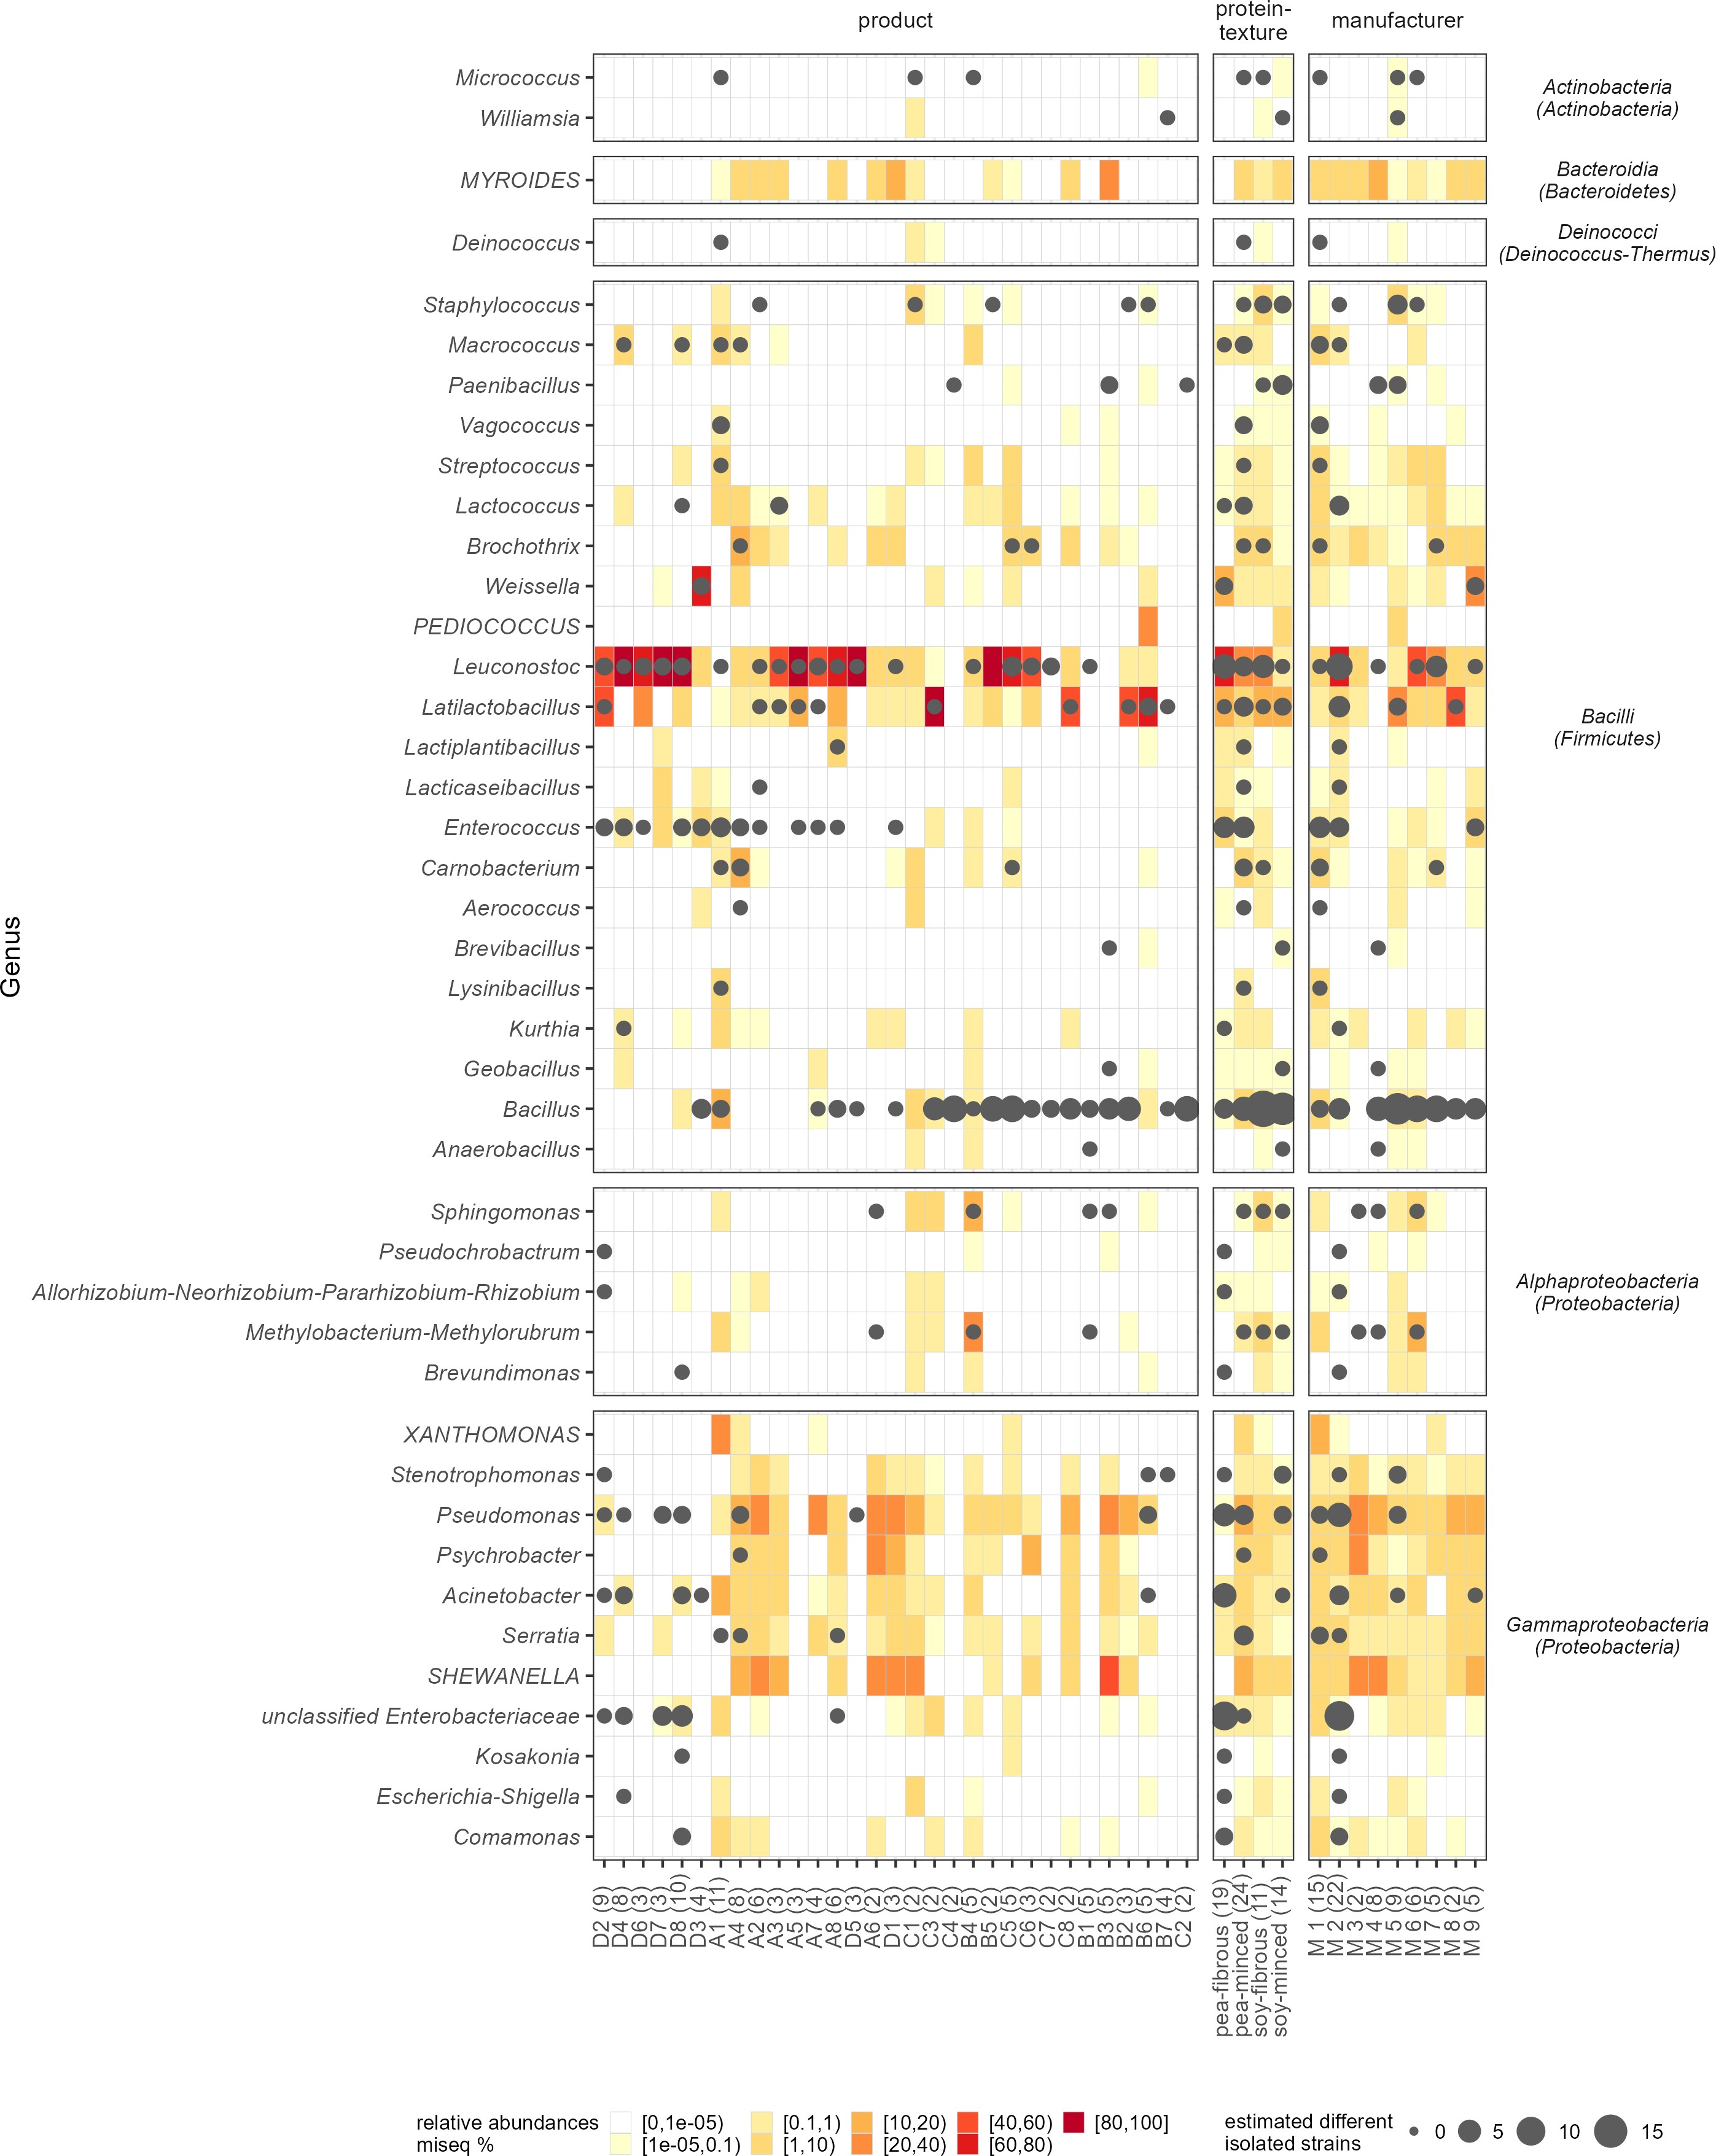 product
protein-
texture
manufacturer
Micrococcus
Williamsia
Actinobacteria
(Actinobacteria)
MYROIDES
Bacteroidia
(Bacteroidetes)
Deinococcus
Deinococci
(Deinococcus-Thermus)
Staphylococcus
Macrococcus
Paenibacillus
Vagococcus
Streptococcus
Lactococcus
Brochothrix
Weissella
PEDIOCOCCUS
Leuconostoc
Latilactobacillus
Lactiplantibacillus
Lacticaseibacillus
Enterococcus
Carnobacterium
Aerococcus
Brevibacillus
Lysinibacillus
Kurthia
Geobacillus
Bacillus
Anaerobacillus
Bacilli
(Firmicutes)
Genus
Sphingomonas
Pseudochrobactrum
Allorhizobium-Neorhizobium-Pararhizobium-Rhizobium
Methylobacterium-Methylorubrum
Brevundimonas
Alphaproteobacteria
(Proteobacteria)
XANTHOMONAS
Stenotrophomonas
Pseudomonas
Psychrobacter
Acinetobacter
Serratia
SHEWANELLA
unclassified Enterobacteriaceae
Kosakonia
Escherichia-Shigella
Comamonas
Gammaproteobacteria
(Proteobacteria)
D2 (9)
D4 (8)
D6 (3)
D7 (3)
D8 (10)
D3 (4)
A1 (11)
A4 (8)
A2 (6)
A3 (3)
A5 (3)
A7 (4)
A8 (6)
D5 (3)
A6 (2)
D1 (3)
C1 (2)
C3 (2)
C4 (2)
B4 (5)
B5 (2)
C5 (5)
C6 (3)
C7 (2)
C8 (2)
B1 (5)
B3 (5)
B2 (3)
B6 (5)
B7 (4)
C2 (2)
pea-fibrous (19)
pea-minced (24)
soy-fibrous (11)
soy-minced (14)
M 1 (15)
M 2 (22)
M 3 (2)
M 4 (8)
M 5 (9)
M 6 (6)
M 7 (5)
M 8 (2)
M 9 (5)
relative abundances
miseq %
[0,1e-05)
[1e-05,0.1)
[0.1,1)
[1,10)
[10,20)
[20,40)
[40,60)
[60,80)
[80,100]
estimated different
isolated strains
0
5
10
15